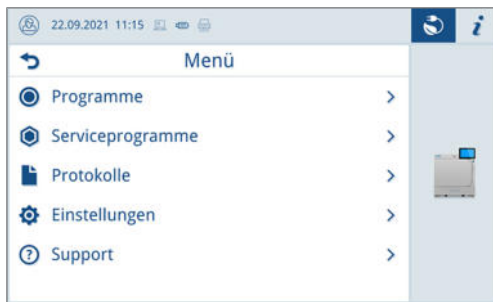 22.09.2021 11:15
i
Menü
Programme
Serviceprogramme
Protokolle
Einstellungen
? Support